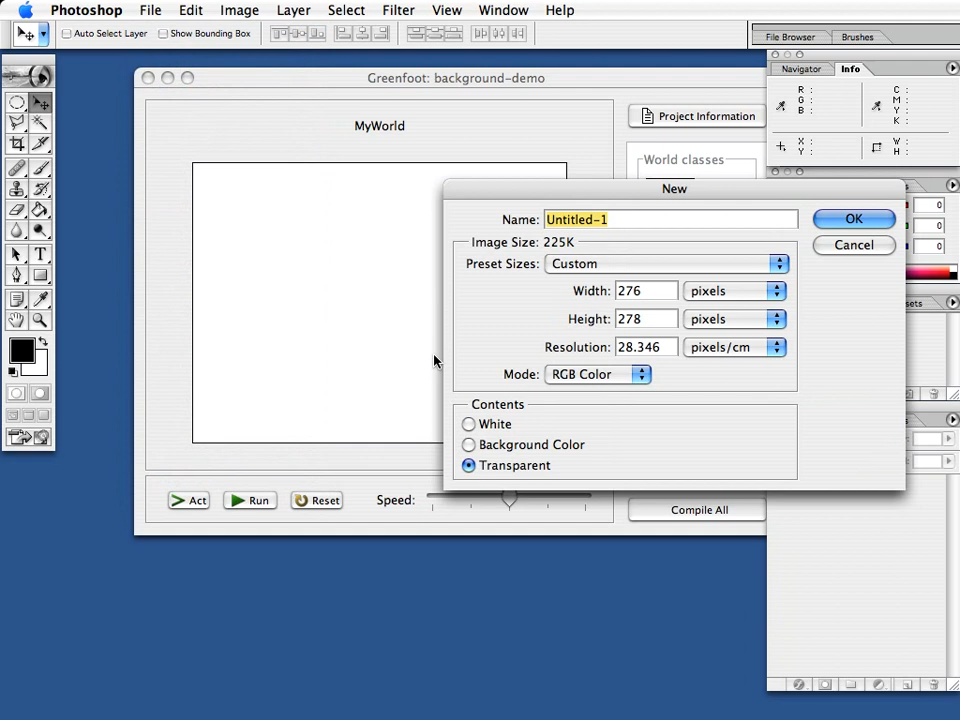 Photoshop File Edit Image Layer Select Filter View Window Help
Auto Select Layer Show Bounding Box
File Browser Brushes
Navigator Info
R :
G :
B :
C :
M :
Y :
K :
X :
Y :
W :
H :
Greenfoot: background-demo
MyWorld
Project Information
World classes
New
Name: Untitled-1
OK
Image Size: 225K
Cancel
Preset Sizes: Custom
Width: 276 pixels
Height: 278 pixels
Resolution: 28.346 pixels/cm
Mode: RGB Color
Contents
White
Background Color
Transparent
0
0
0
Act Run Reset Speed:
Compile All